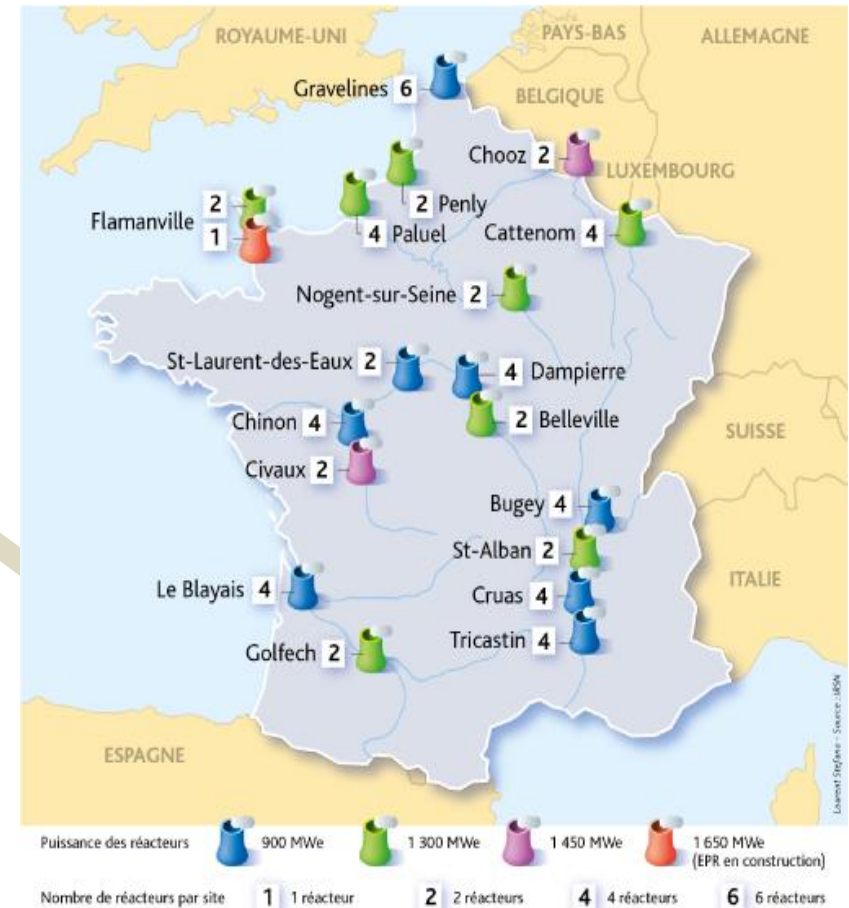 ROYAUME-UNI
PAYS-BAS
ALLEMAGNE
Gravelines 6
BELGIQUE
Chooz 2
LUXEMBOURG
2 Penly
Flamanville 2
1
4 Paluel
Cattenom 4
Nogent-sur-Seine 2
St-Laurent-des-Eaux 2
4 Dampierre
Chinon 4
2 Belleville
SUISSE
Civaux 2
Bugey 4
St-Alban 2
ITALIE
Le Blayais 4
Cruas 4
Tricastin 4
Golfech 2
ESPAGNE
Laurent Stefano - Source : IRSN
Puissance des réacteurs 900 MWe 1 300 MWe 1 450 MWe 1 650 MWe
(EPR en construction)
Nombre de réacteurs par site 1 1 réacteur 2 2 réacteurs 4 4 réacteurs 6 6 réacteurs